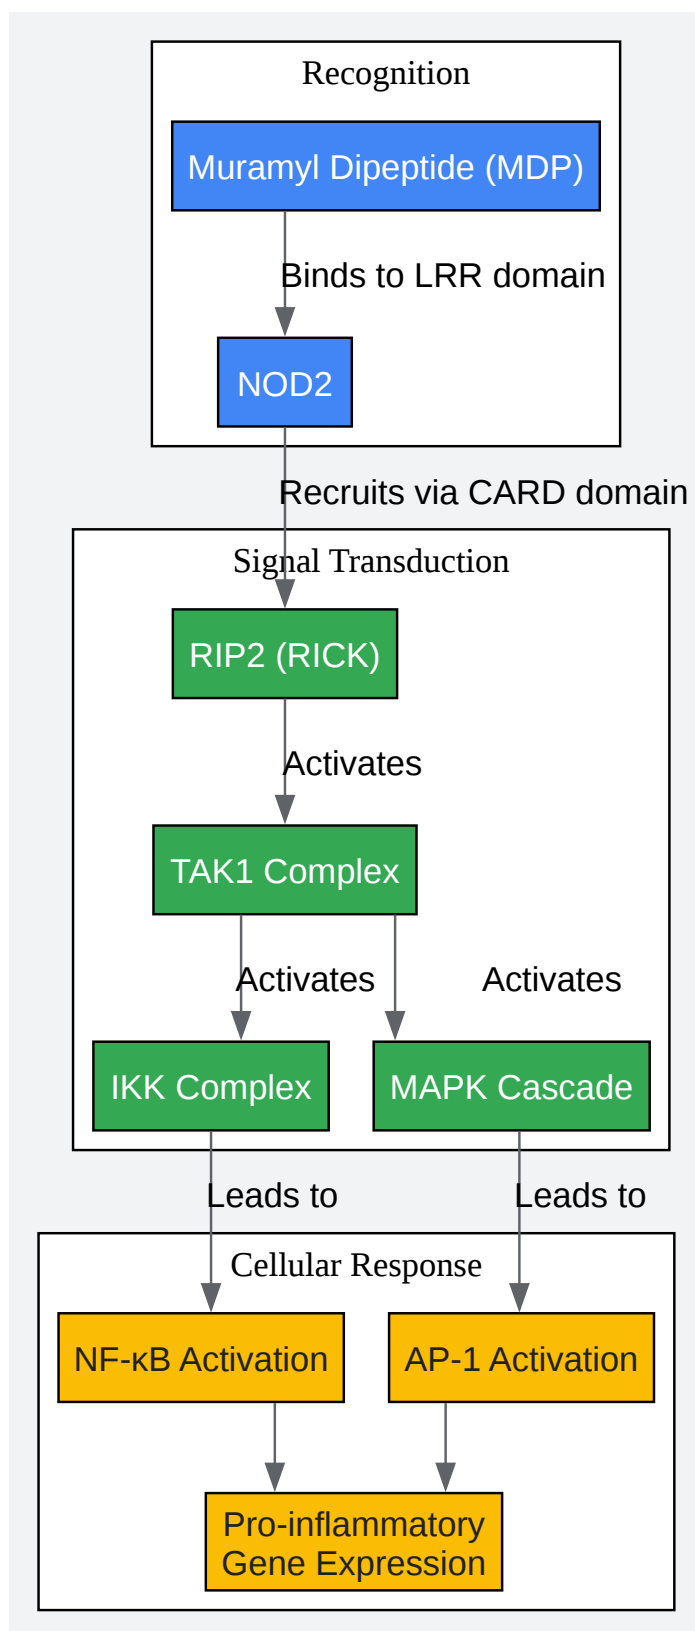 Recognition
Muramyl Dipeptide (MDP)
Binds to LRR domain
NOD2
Recruits via CARD domain
Signal Transduction
RIP2 (RICK)
Activates
TAK1 Complex
Activates
Activates
IKK Complex
MAPK Cascade
Leads to
Leads to
Cellular Response
NF-κB Activation
AP-1 Activation
Pro-inflammatory
Gene Expression